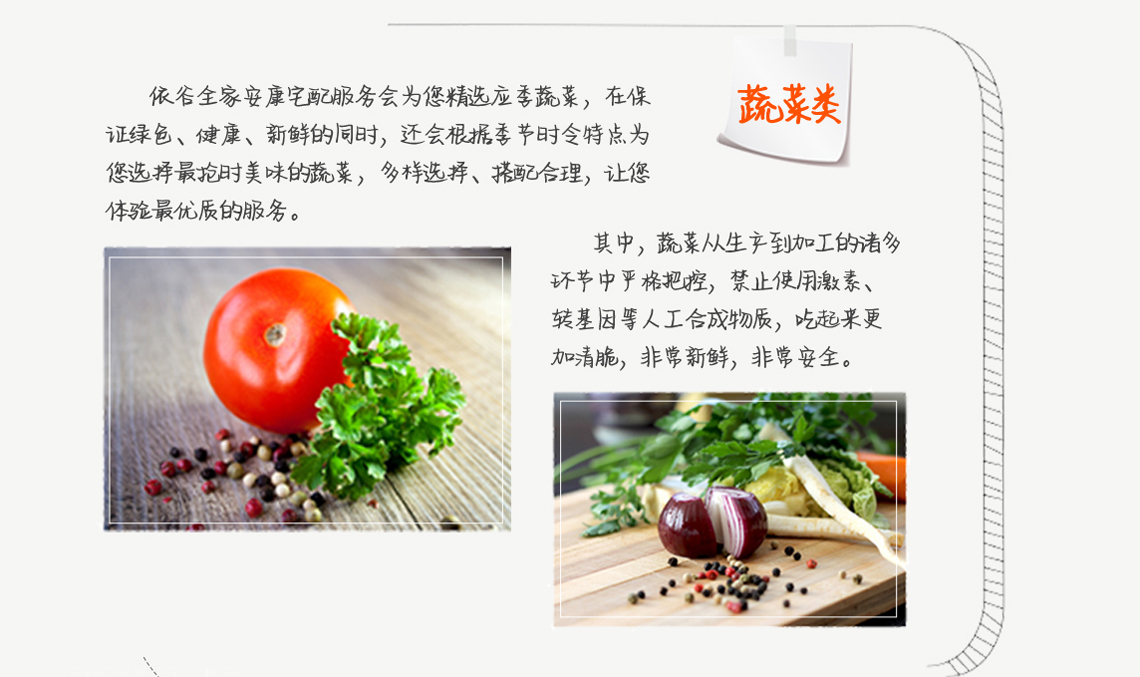 蔬菜类
依谷全家安康宅配服务会为您精选应季蔬菜，在保
证绿色、健康、新鲜的同时，还会根据季节时令特点为
您选择最抢时美味的蔬菜，多样选择、搭配合理，让您
体验最优质的服务。
其中，蔬菜从生产到加工的诸多
环节中严格把控，禁止使用激素、
转基因等人工合成物质，吃起来更
加清脆，非常新鲜，非常安全。